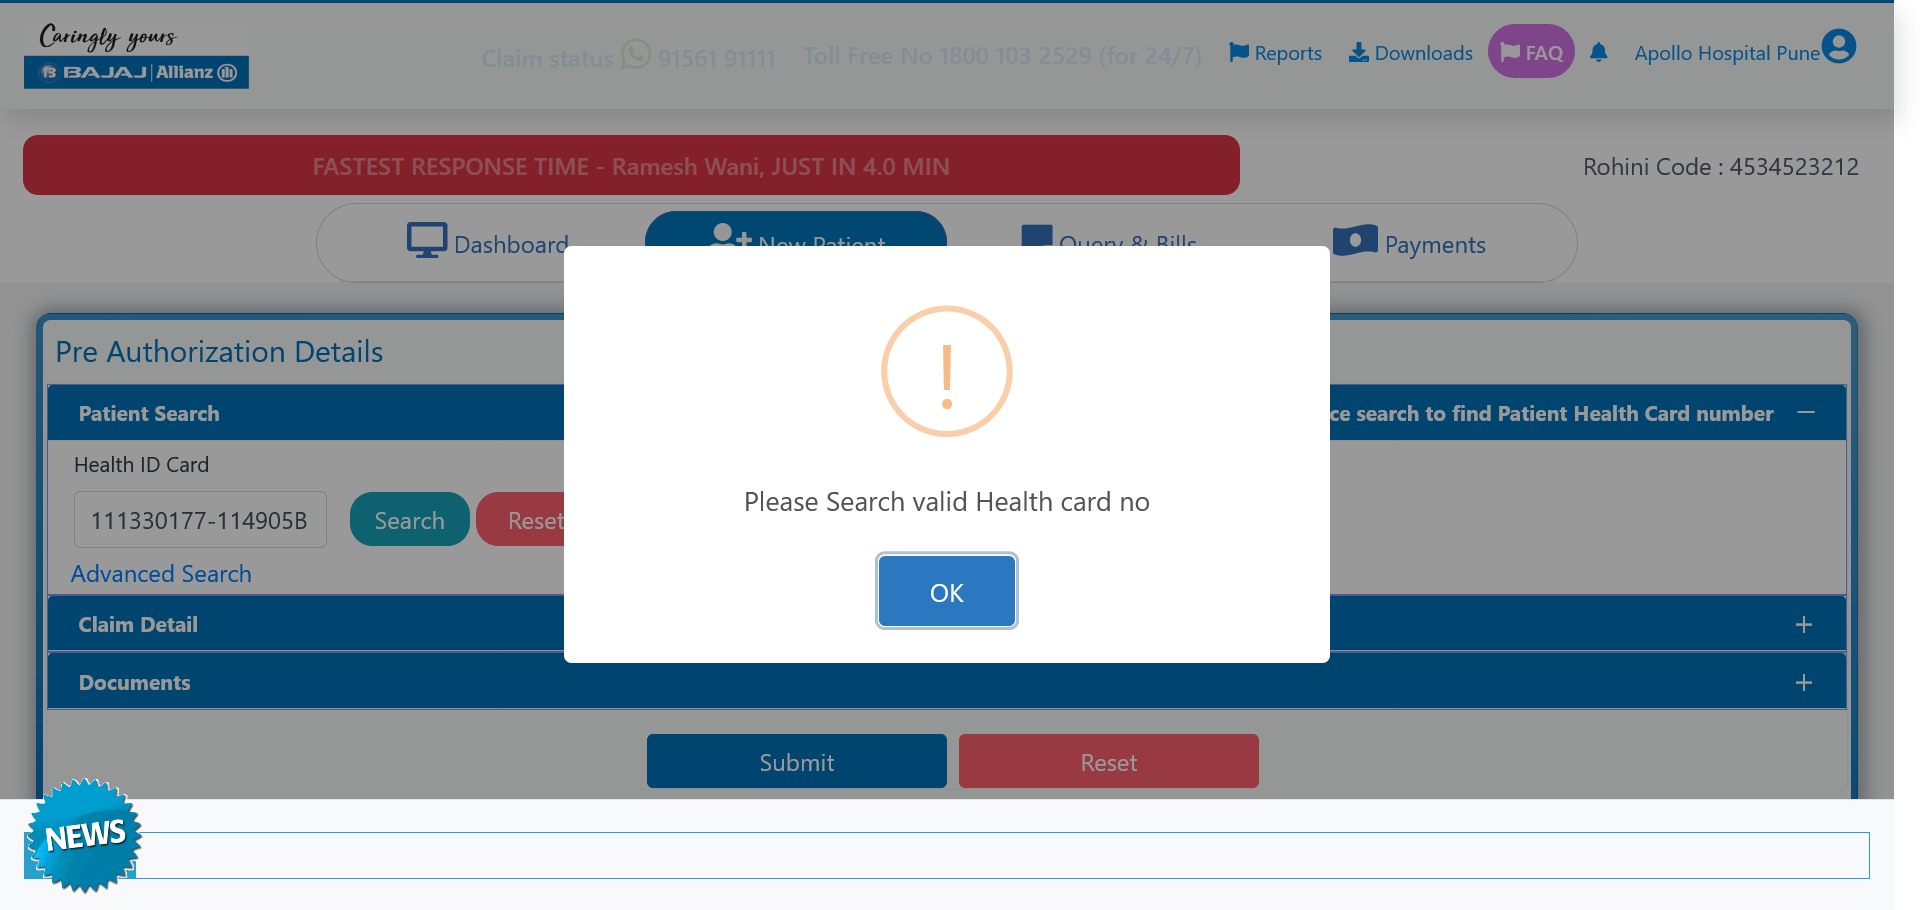 Caringly yours
BAJAJ | Allianz
Claim status 91561 91111 Toll Free No 1800 103 2529 (for 24/7) Reports Downloads FAQ Apollo Hospital Pune
FASTEST RESPONSE TIME - Ramesh Wani, JUST IN 4.0 MIN
Rohini Code : 4534523212
Dashboard New Patient Query & Bills Payments
Pre Authorization Details
Patient Search
search to find Patient Health Card number
Health ID Card
111330177-114905B Search Reset
Advanced Search
Claim Detail
Documents
Please Search valid Health card no
OK
Submit Reset
NEWS